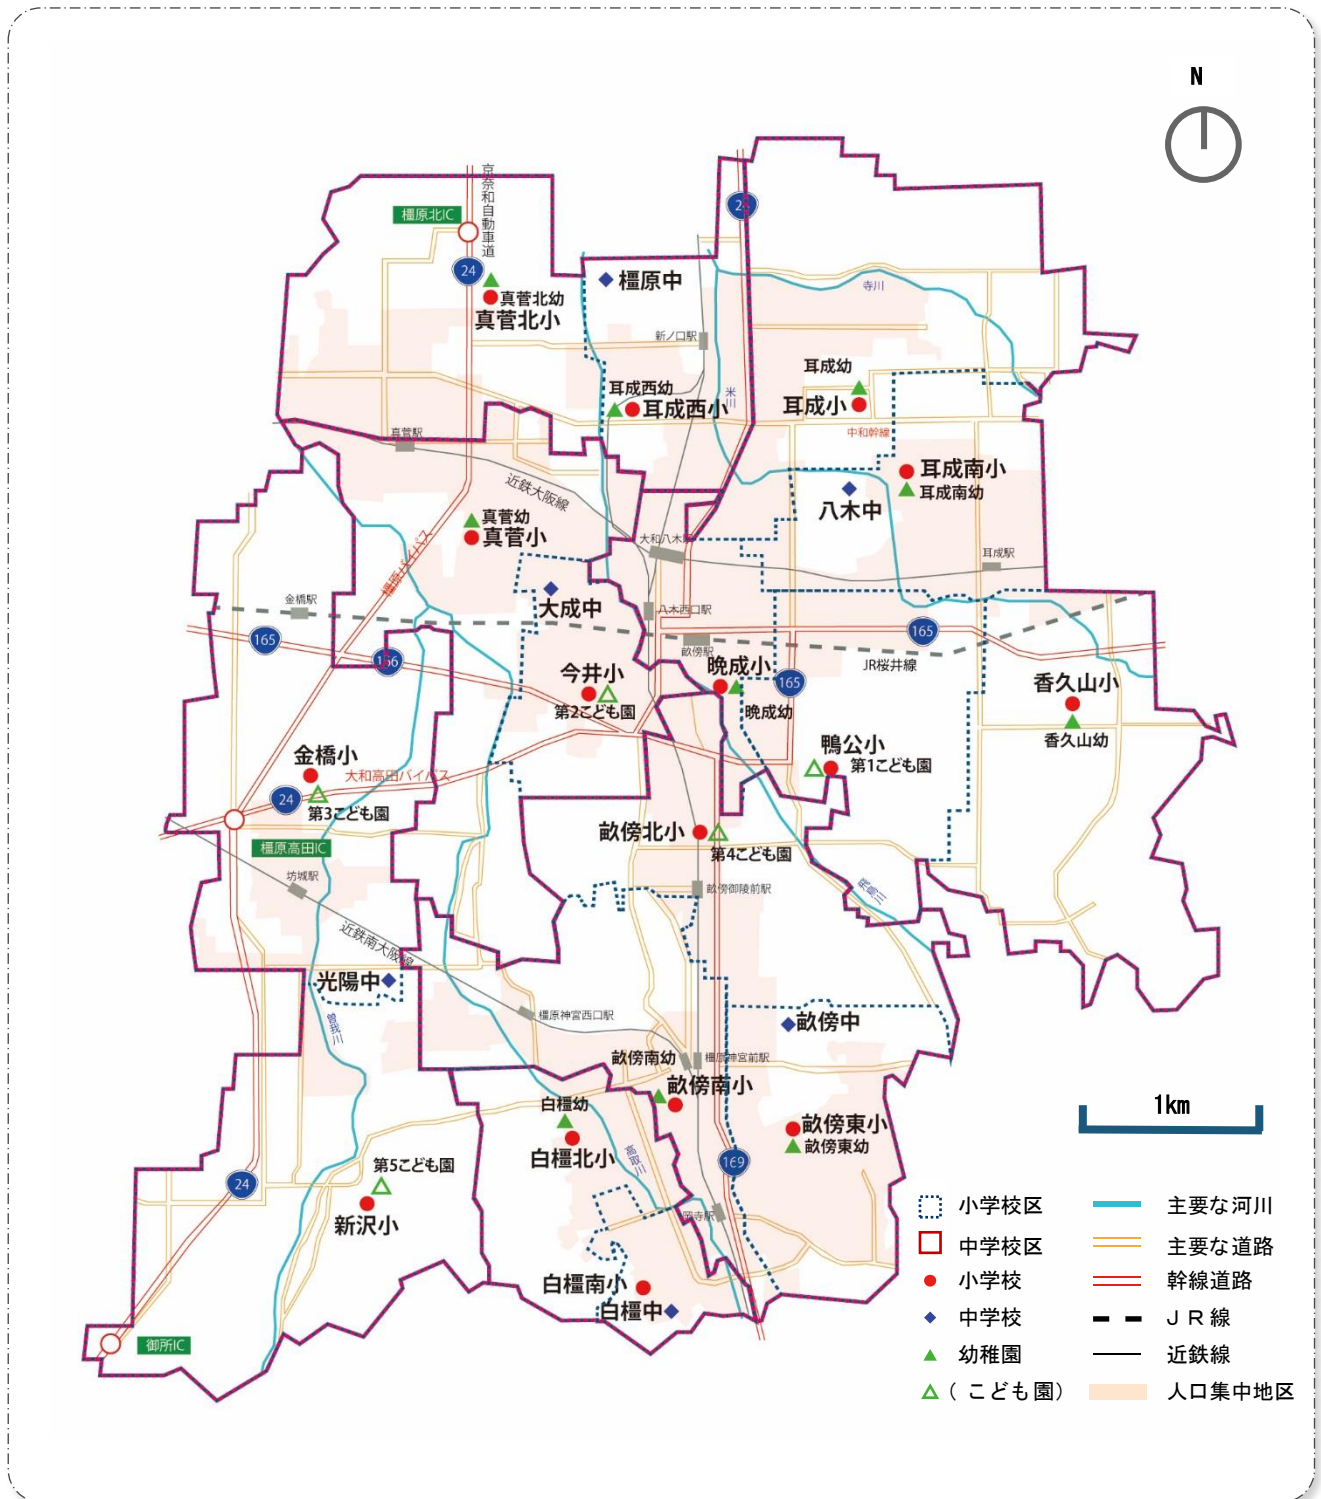 N
京奈和自動車道
橿原北IC
24
24
真菅北幼
真菅北小
橿原中
寺川
新ノ口駅
耳成西幼
耳成西小
米川
耳成幼
耳成小
中和幹線
真菅駅
近鉄大阪線
耳成南小
耳成南幼
八木中
真菅幼
真菅小
橿原バイパス
大和八木駅
耳成駅
大成中
金橋駅
八木西口駅
165
165
畝傍駅
JR桜井線
166
今井小
第2こども園
晩成小
晩成幼
165
香久山小
香久山幼
金橋小
大和高田バイパス
鴨公小
第1こども園
24
第3こども園
畝傍北小
第4こども園
橿原高田IC
坊城駅
畝傍御陵前駅
飛鳥川
近鉄南大阪線
光陽中
曽我川
橿原神宮西口駅
畝傍中
畝傍南幼
橿原神宮前駅
畝傍南小
白橿幼
白橿北小
高取川
畝傍東小
畝傍東幼
1km
169
第5こども園
24
新沢小
岡寺駅
白橿南小
白橿中
御所IC
小学校区
主要な河川
中学校区
主要な道路
小学校
幹線道路
中学校
ＪＲ線
幼稚園
近鉄線
（こども園）
人口集中地区